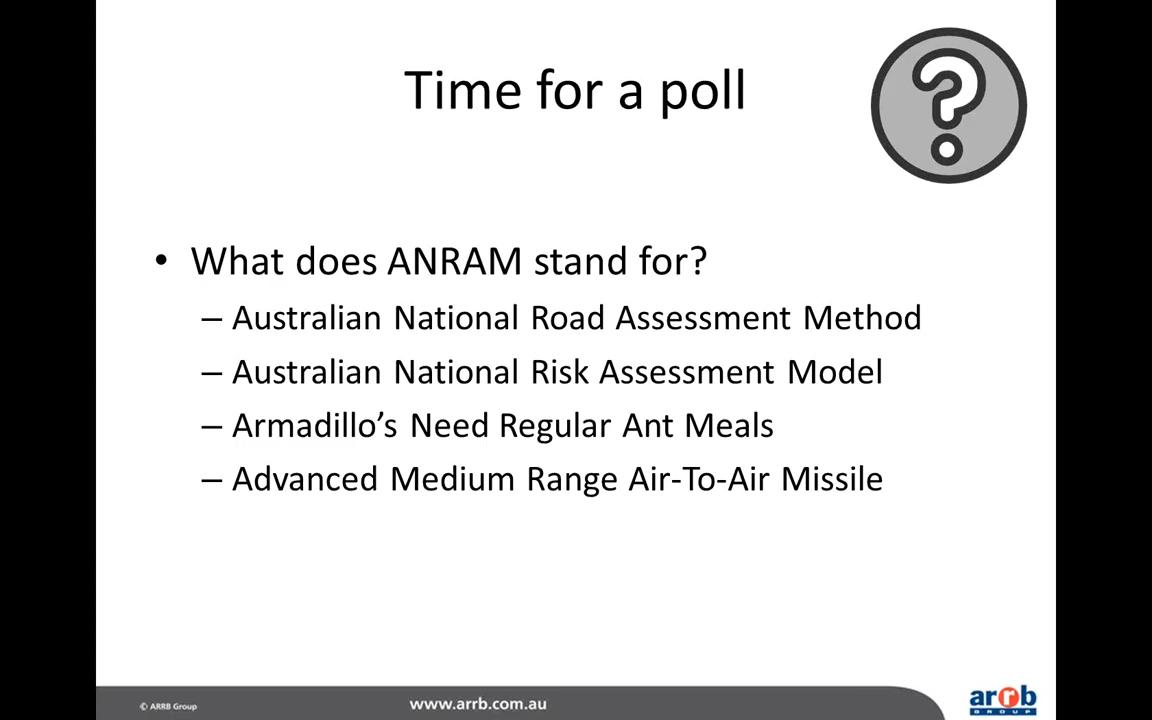 Time for a poll
• What does ANRAM stand for?
– Australian National Road Assessment Method
– Australian National Risk Assessment Model
– Armadillo’s Need Regular Ant Meals
– Advanced Medium Range Air-To-Air Missile
© ARRB Group
www.arrb.com.au
arrb
GROUP